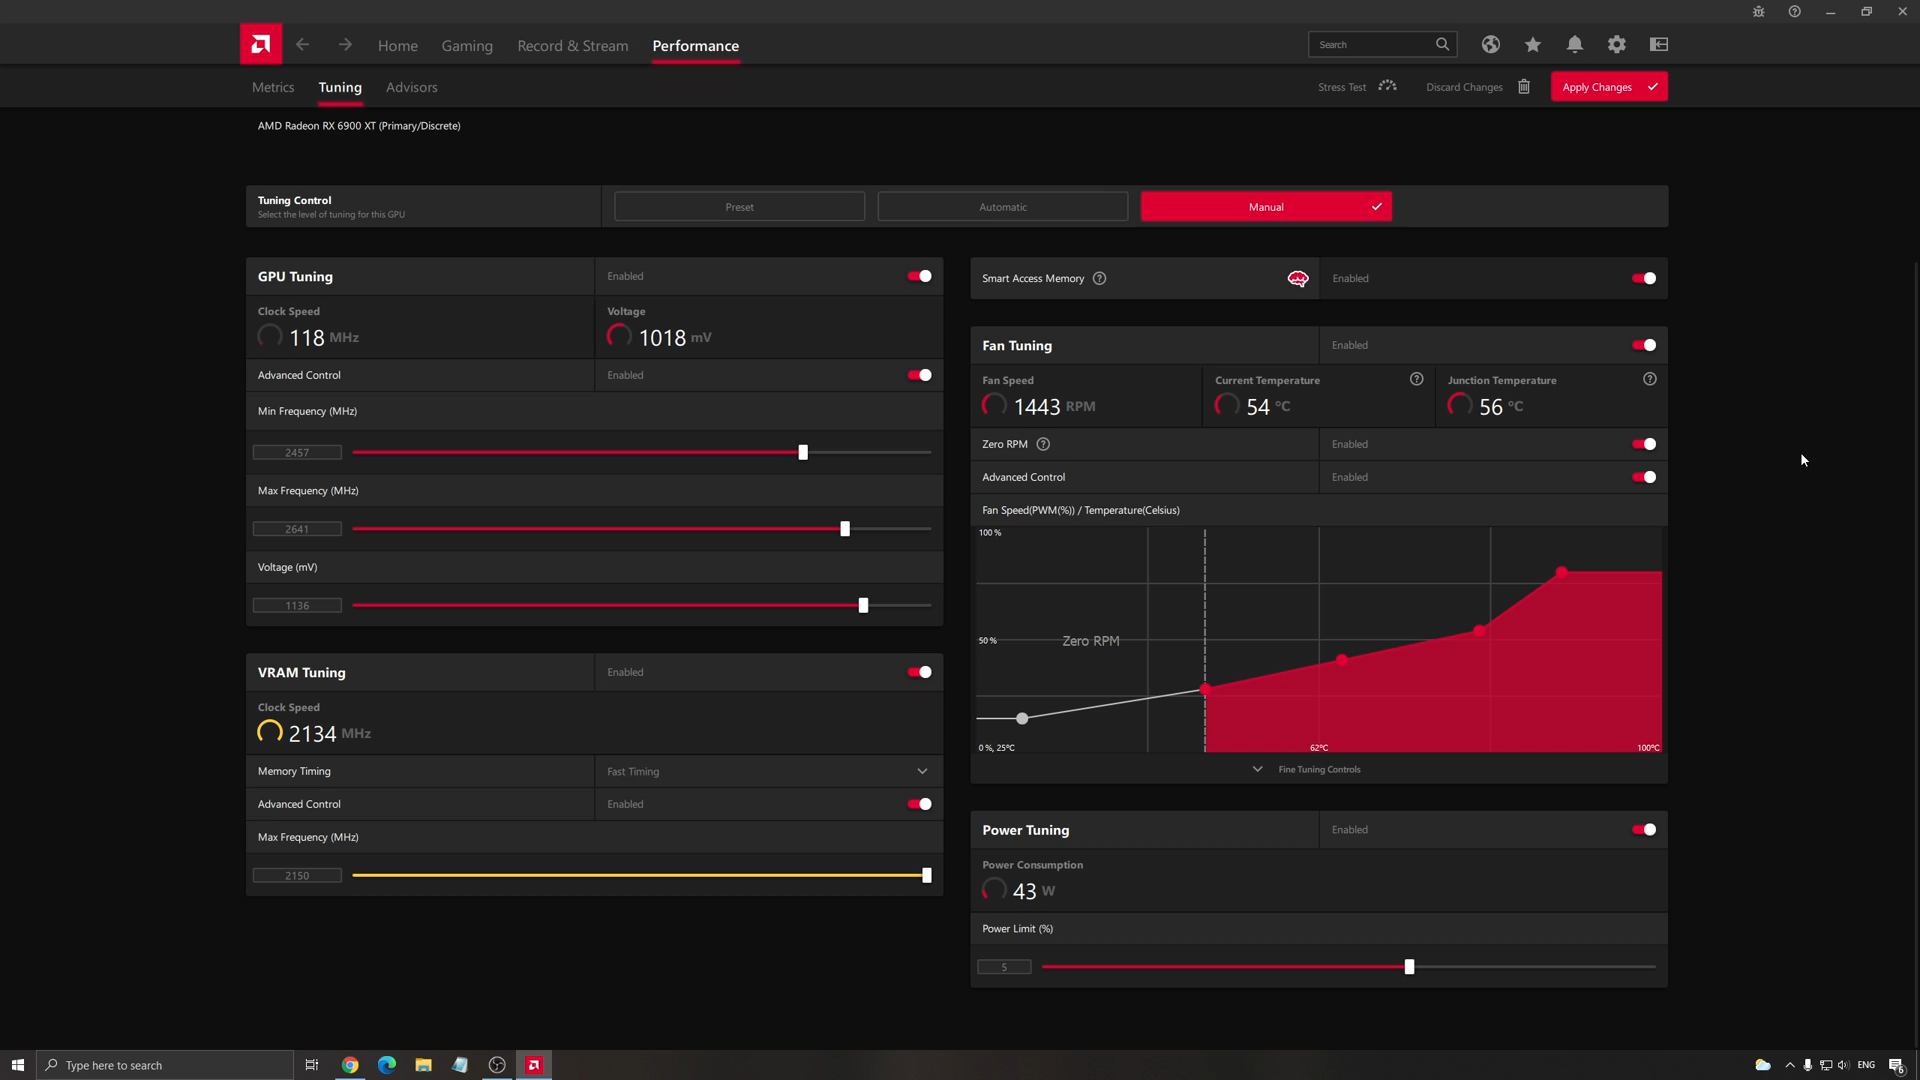 Home
Gaming
Record & Stream
Performance
Search
Metrics
Tuning
Advisors
Stress Test
Discard Changes
Apply Changes
AMD Radeon RX 6900 XT (Primary/Discrete)
Tuning Control
Select the level of tuning for this GPU
Preset
Automatic
Manual
GPU Tuning
Enabled
Clock Speed
118 MHz
Voltage
1018 mV
Advanced Control
Enabled
Min Frequency (MHz)
2457
Max Frequency (MHz)
2641
Voltage (mV)
1136
VRAM Tuning
Enabled
Clock Speed
2134 MHz
Memory Timing
Fast Timing
Advanced Control
Enabled
Max Frequency (MHz)
2150
Smart Access Memory
Enabled
Fan Tuning
Enabled
Fan Speed
1443 RPM
Current Temperature
54 °C
Junction Temperature
56 °C
Zero RPM
Enabled
Advanced Control
Enabled
Fan Speed(PWM(%)) / Temperature(Celsius)
100 %
50 %
Zero RPM
0 %, 25°C
62°C
100°C
Fine Tuning Controls
Power Tuning
Enabled
Power Consumption
43 W
Power Limit (%)
5
Type here to search
ENG
6